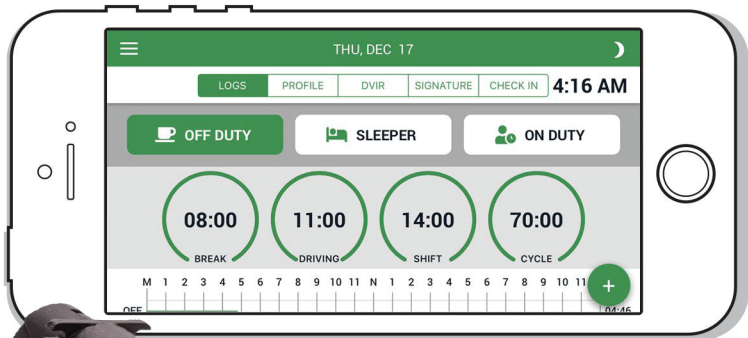 THU, DEC 17
LOGS PROFILE DVIR SIGNATURE CHECK IN 4:16 AM
OFF DUTY SLEEPER ON DUTY
08:00 11:00 14:00 70:00
BREAK DRIVING SHIFT CYCLE
M 1 2 3 4 5 6 7 8 9 10 11 N 1 2 3 4 5 6 7 8 9 10 11
+
OFF 04:46